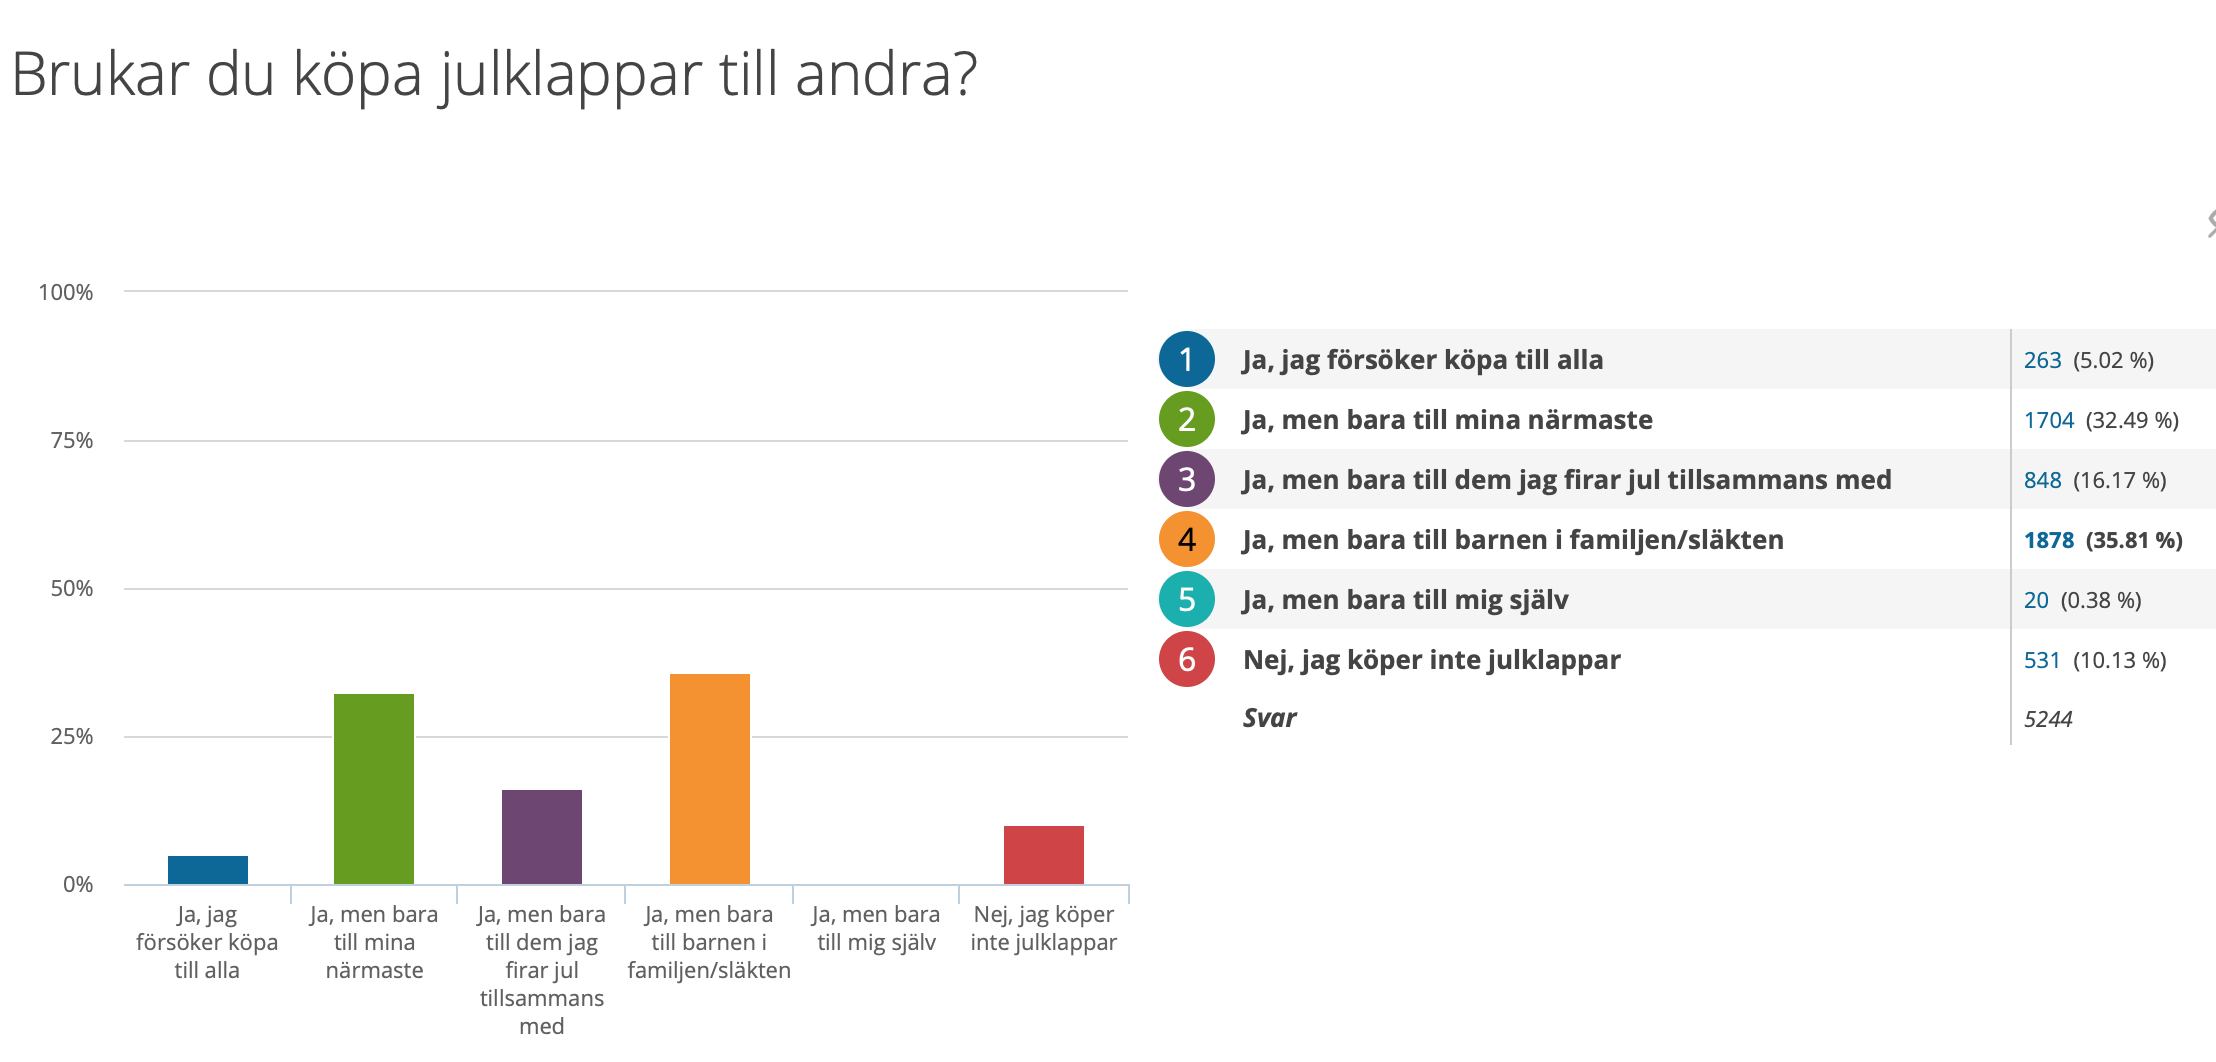 Brukar du köpa julklappar till andra?
100%
75%
50%
25%
0%
Ja, jag
försöker köpa
till alla
Ja, men bara
till mina
närmaste
Ja, men bara
till dem jag
firar jul
tillsammans
med
Ja, men bara
till barnen i
familjen/släkten
Ja, men bara
till mig själv
Nej, jag köper
inte julklappar
1 Ja, jag försöker köpa till alla 263 (5.02 %)
2 Ja, men bara till mina närmaste 1704 (32.49 %)
3 Ja, men bara till dem jag firar jul tillsammans med 848 (16.17 %)
4 Ja, men bara till barnen i familjen/släkten 1878 (35.81 %)
5 Ja, men bara till mig själv 20 (0.38 %)
6 Nej, jag köper inte julklappar 531 (10.13 %)
Svar 5244